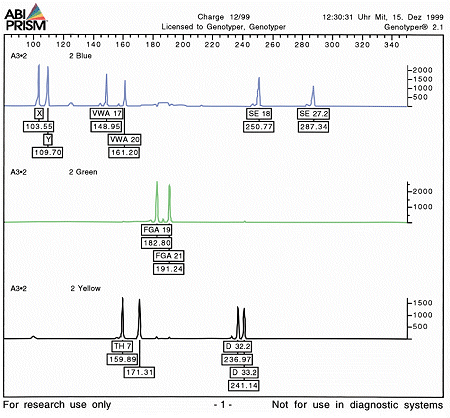 ABI
PRISM
Charge 12/99
12:30:31 Uhr Mit, 15. Dez 1999
Licensed to Genotyper, Genotyper
Genotyper® 2.1
100 120 140 160 180 200 220 240 260 280 300 320 340
A3•2 2 Blue
2000
1500
1000
500
X VWA 17 SE 18 SE 27.2
103.55 148.95 250.77 287.34
Y VWA 20
109.70 161.20
A3•2 2 Green
2000
1000
FGA 19
182.80
FGA 21
191.24
A3•2 2 Yellow
1500
1000
500
TH 7 D 32.2
159.89 236.97
171.31 D 33.2
241.14
For research use only - 1 - Not for use in diagnostic systems